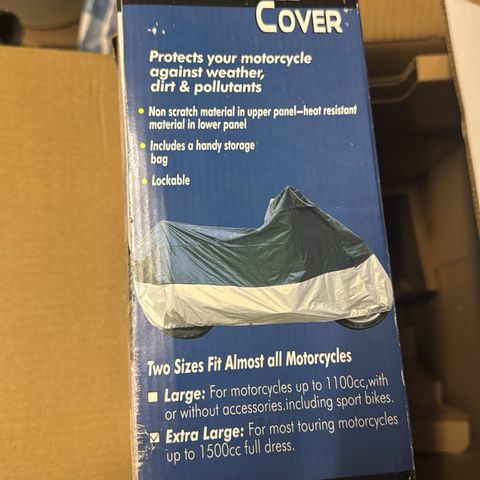 COVER
Protects your motorcycle
against weather,
dirt & pollutants
Non scratch material in upper panel—heat resistant
material in lower panel
Includes a handy storage
bag
Lockable
Two Sizes Fit Almost all Motorcycles
Large: For motorcycles up to 1100cc,with
or without accessories.including sport bikes.
Extra Large: For most touring motorcycles
up to 1500cc full dress.